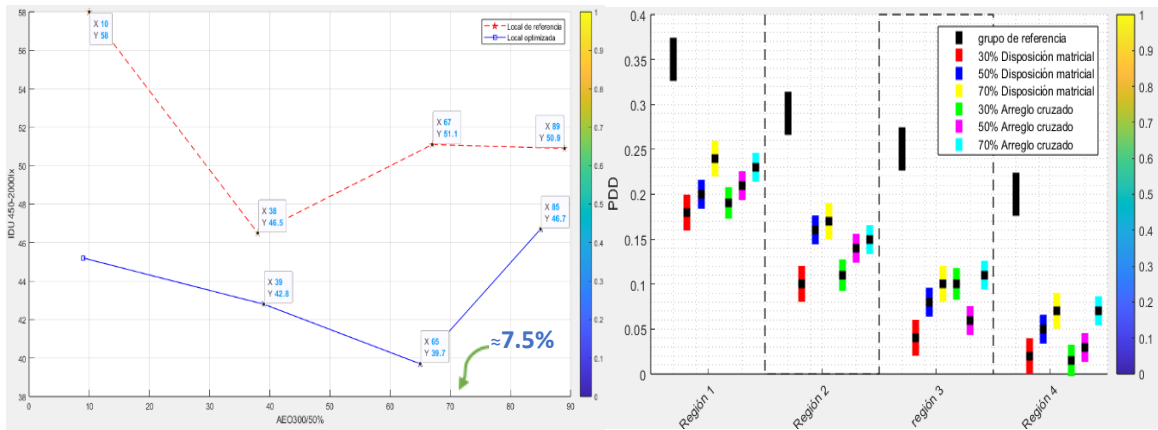 58
56
54
52
50
48
46
44
42
40
38
0
10
20
30
40
50
60
70
80
90
IDU 450-2000lx
AEO300/50%
Local de referencia
Local optimizada
X 10
Y 58
X 38
Y 46.5
X 67
Y 51.1
X 89
Y 50.9
X 39
Y 42.8
X 65
Y 39.7
X 85
Y 46.7
≈7.5%
1
0.9
0.8
0.7
0.6
0.5
0.4
0.3
0.2
0.1
0
0.4
0.35
0.3
0.25
0.2
0.15
0.1
0.05
0
PDD
grupo de referencia
30% Disposición matricial
50% Disposición matricial
70% Disposición matricial
30% Arreglo cruzado
50% Arreglo cruzado
70% Arreglo cruzado
Región 1
Región 2
región 3
Región 4
1
0.9
0.8
0.7
0.6
0.5
0.4
0.3
0.2
0.1
0